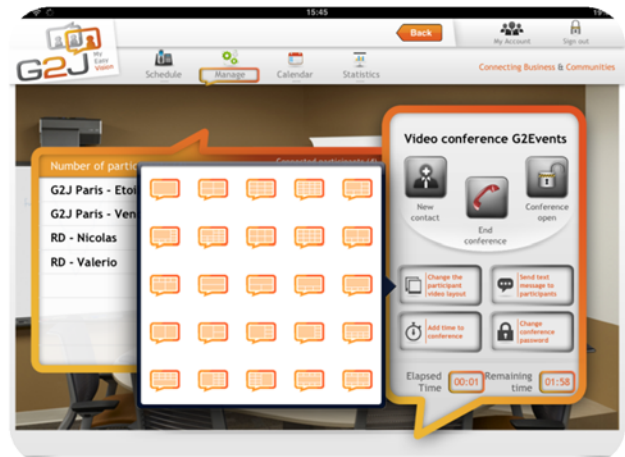 15:45
Back
My Account
Sign out
G2J
My
Easy
Vision
Schedule
Manage
Calendar
Statistics
Connecting Business & Communities
Number of partic
Connected participants (4)
G2J Paris - Etoi
G2J Paris - Ven
RD - Nicolas
RD - Valerio
Video conference G2Events
New
contact
End
conference
Conference
open
Change the
participant
video layout
Send text
message to
participants
Add time to
conference
Change
conference
password
Elapsed
Time
00:01
Remaining
time
01:58